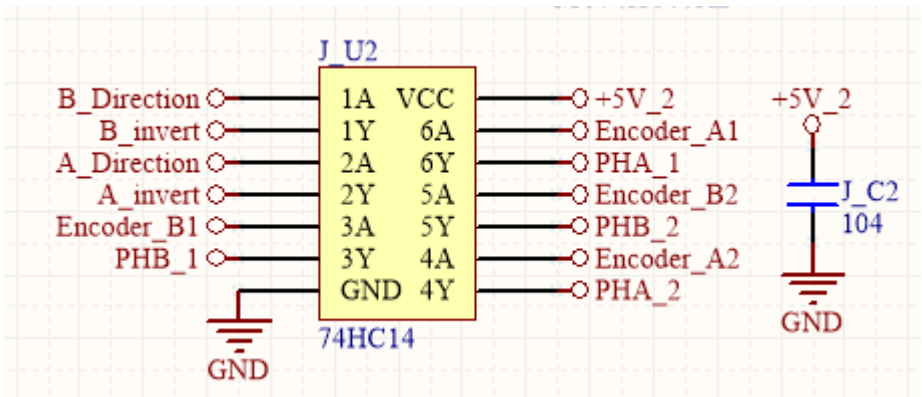 J_U2
B_Direction 1A VCC +5V_2 +5V_2
B_invert 1Y 6A Encoder_A1
A_Direction 2A 6Y PHA_1
A_invert 2Y 5A Encoder_B2 J_C2
Encoder_B1 3A 5Y PHB_2 104
PHB_1 3Y 4A Encoder_A2
GND 4Y PHA_2
GND
74HC14
GND